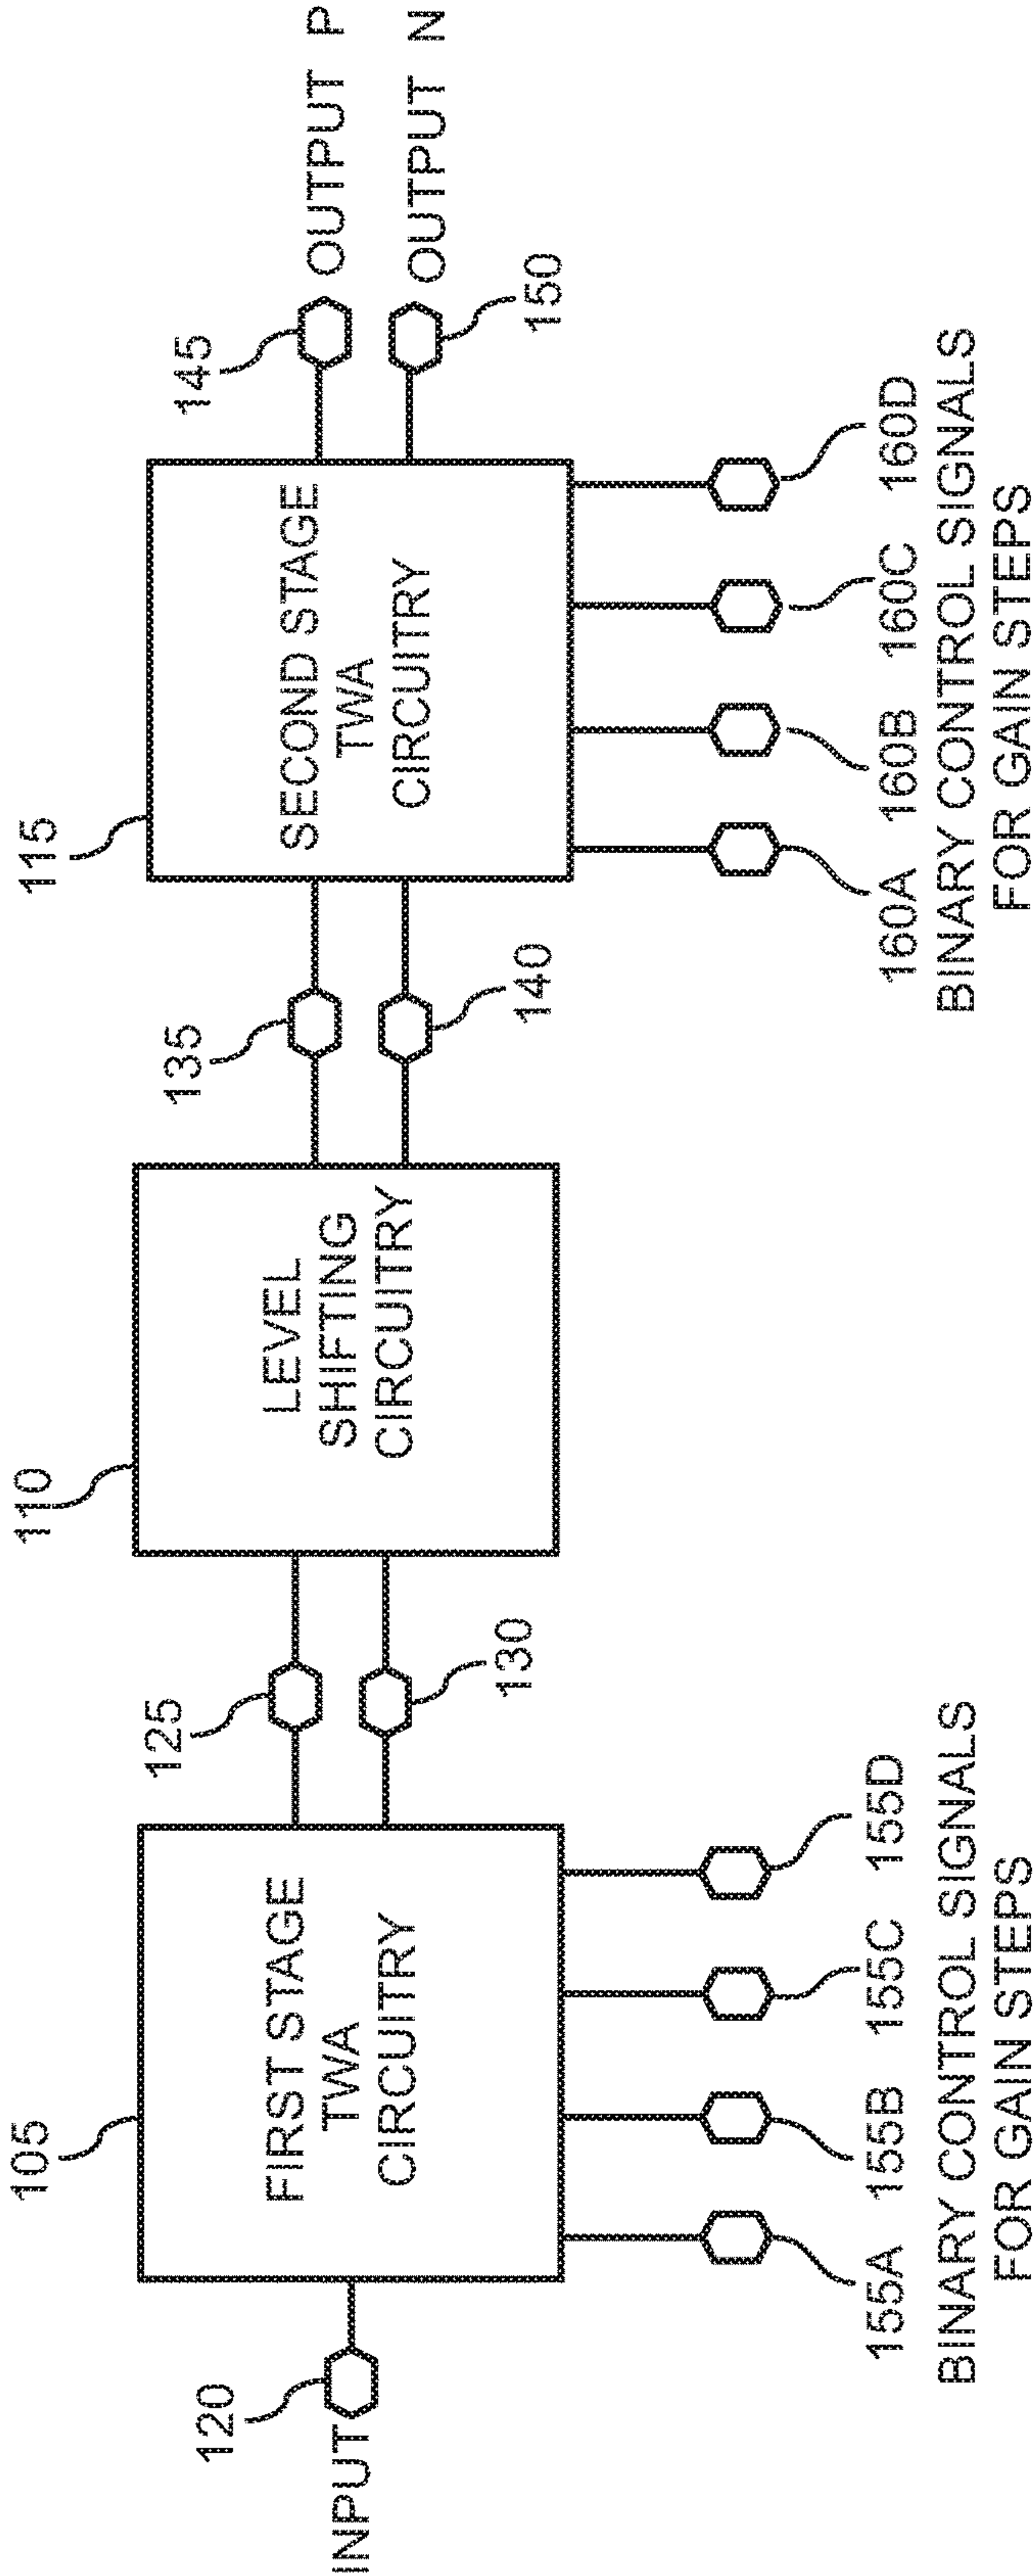 105
110
115
120
INPUT
FIRST STAGE
TWA
CIRCUITRY
125
130
LEVEL
SHIFTING
CIRCUITRY
135
140
SECOND STAGE
TWA
CIRCUITRY
145
OUTPUT P
OUTPUT N
150
155A 155B 155C 155D
BINARY CONTROL SIGNALS
FOR GAIN STEPS
160A 160B 160C 160D
BINARY CONTROL SIGNALS
FOR GAIN STEPS